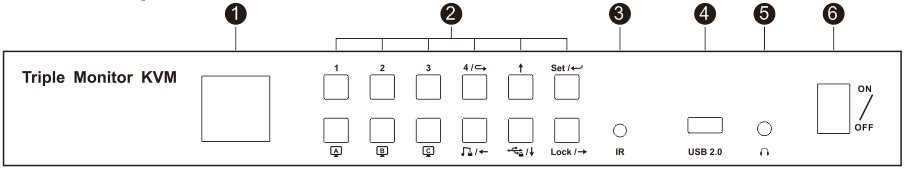 1 2 3 4 5 6
Triple Monitor KVM
1 2 3 4/↪ ↑ Set/↵
ON
OFF
A B C /← /↓ Lock/→ IR USB 2.0